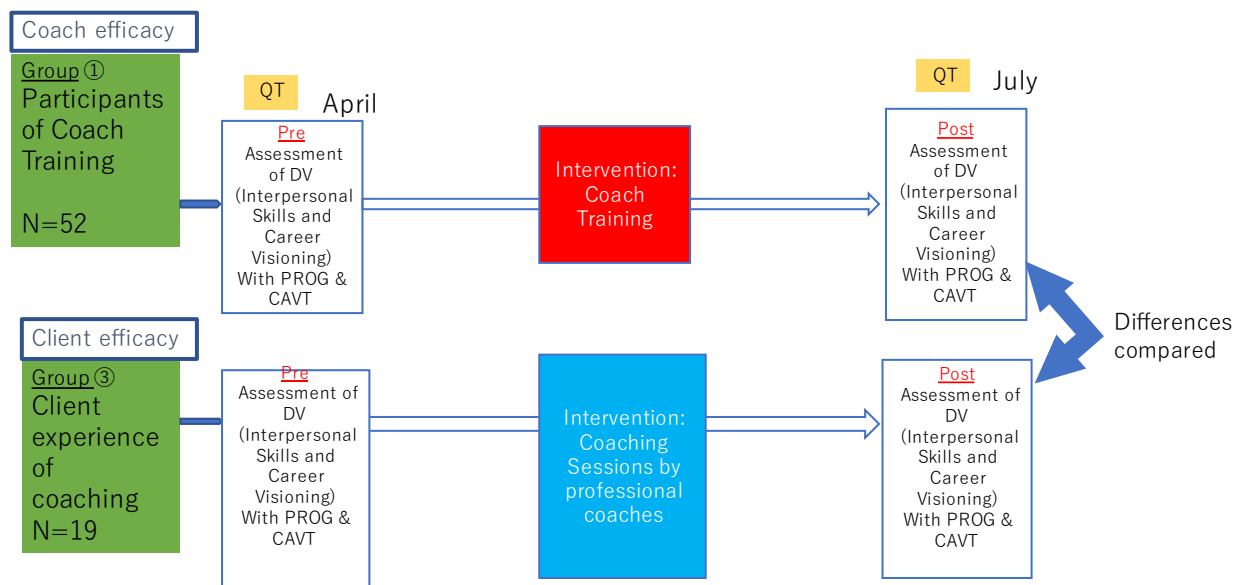 Coach efficacy
Group ①
Participants
of Coach
Training
N=52
QT
April
Pre
Assessment
of DV
(Interpersonal
Skills and
Career
Visioning)
With PROG &
CAVT
Intervention:
Coach
Training
QT
July
Post
Assessment
of DV
(Interpersonal
Skills and
Career
Visioning)
With PROG &
CAVT
Client efficacy
Group ③
Client
experience
of
coaching
N=19
Pre
Assessment of
DV
(Interpersonal
Skills and
Career
Visioning)
With PROG &
CAVT
Intervention:
Coaching
Sessions by
professional
coaches
Post
Assessment of
DV
(Interpersonal
Skills and
Career
Visioning)
With PROG &
CAVT
Differences
compared